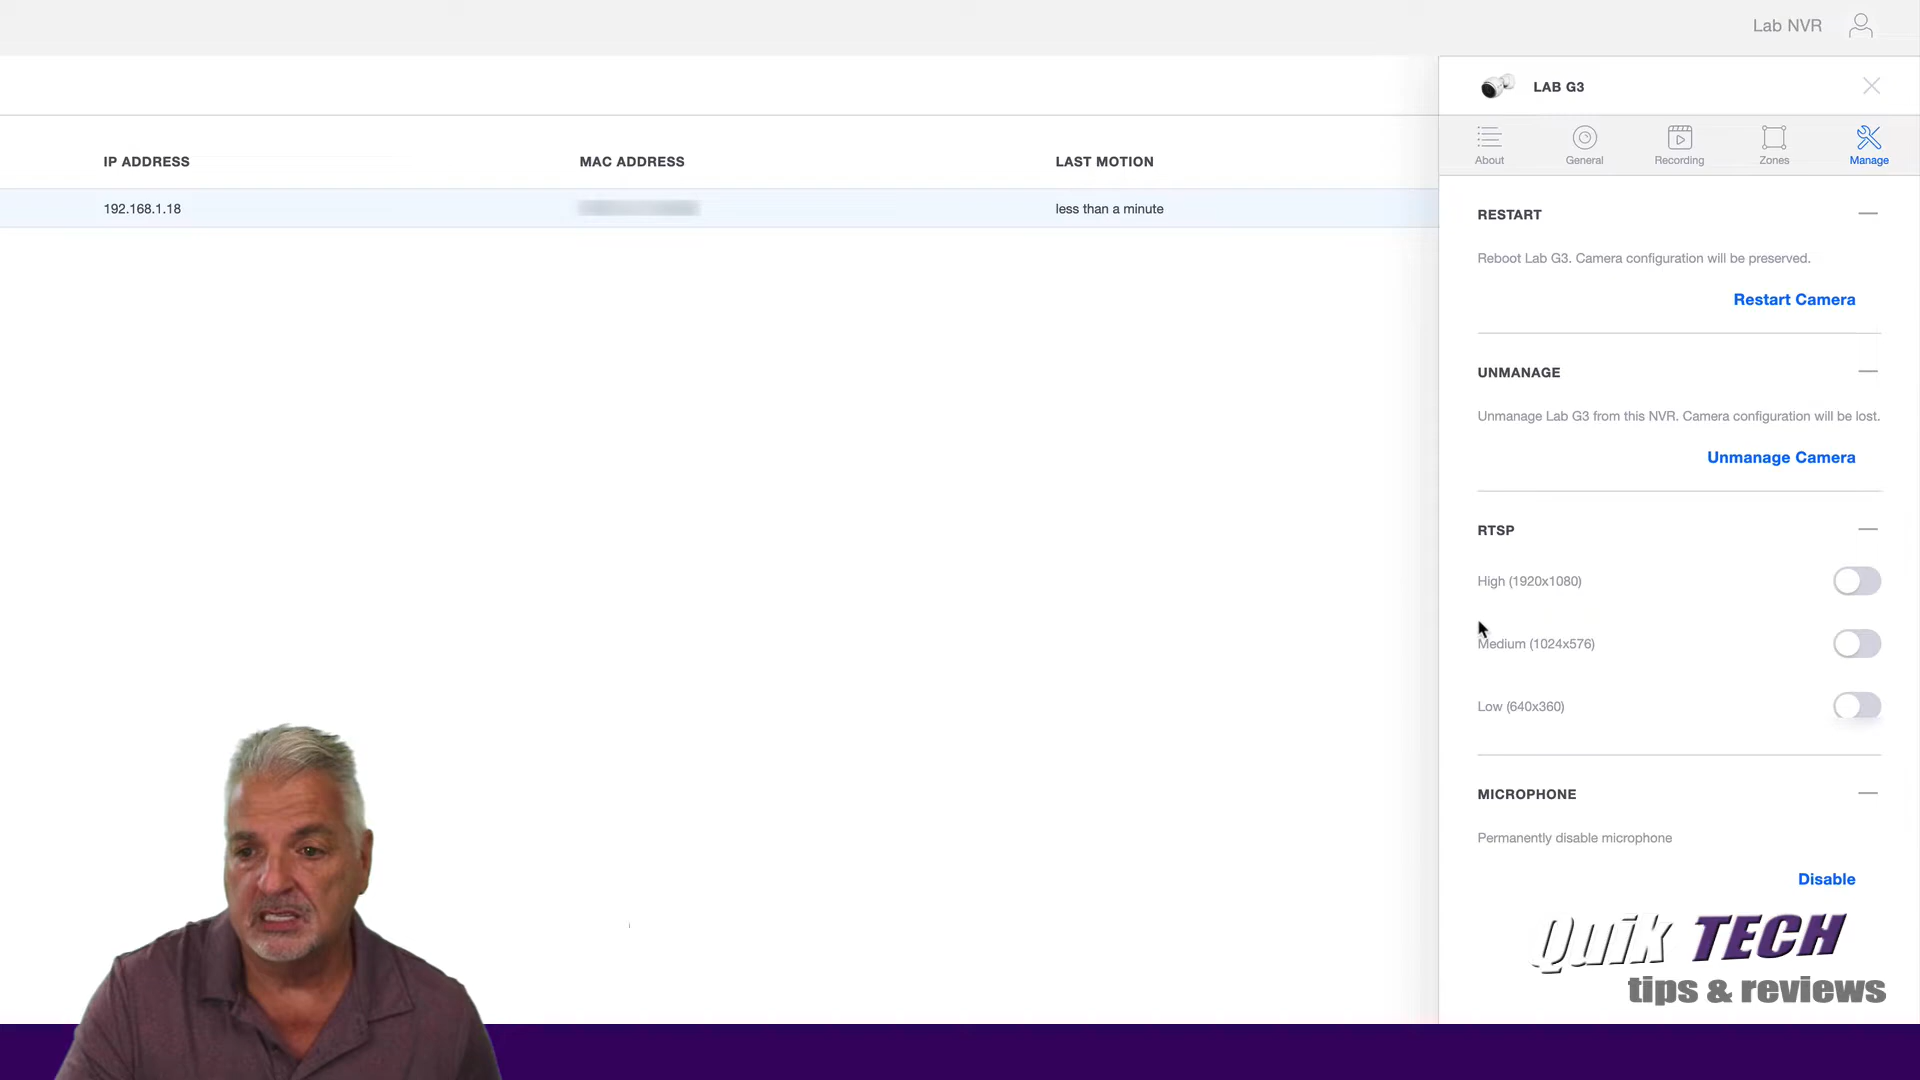 Lab NVR
LAB G3
About
General
Recording
Zones
Manage
IP ADDRESS
MAC ADDRESS
LAST MOTION
192.168.1.18
less than a minute
RESTART
Reboot Lab G3. Camera configuration will be preserved.
Restart Camera
UNMANAGE
Unmanage Lab G3 from this NVR. Camera configuration will be lost.
Unmanage Camera
RTSP
High (1920x1080)
Medium (1024x576)
Low (640x360)
MICROPHONE
Permanently disable microphone
Disable
Quik TECH
tips & reviews